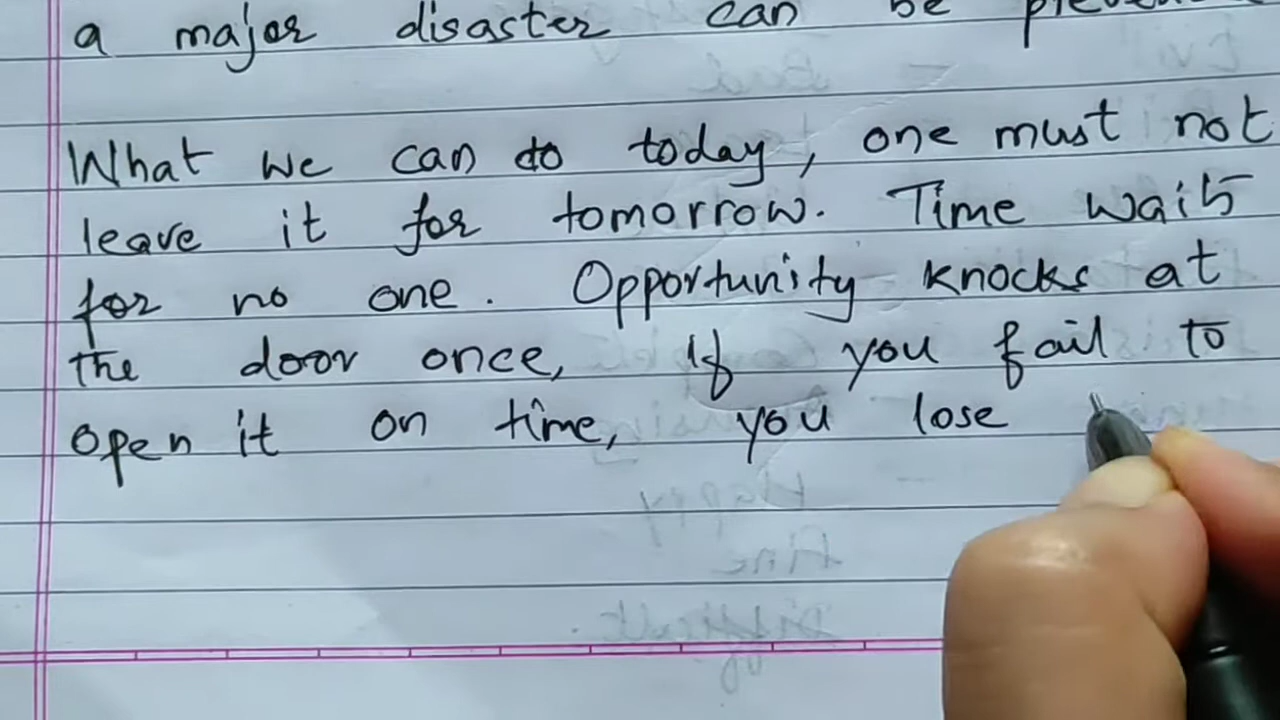 a major disaster can be
What we can do today, one must not
leave it for tomorrow. Time waits
for no one. Opportunity knocks at
the door once, If you fail to
open it on time, you lose